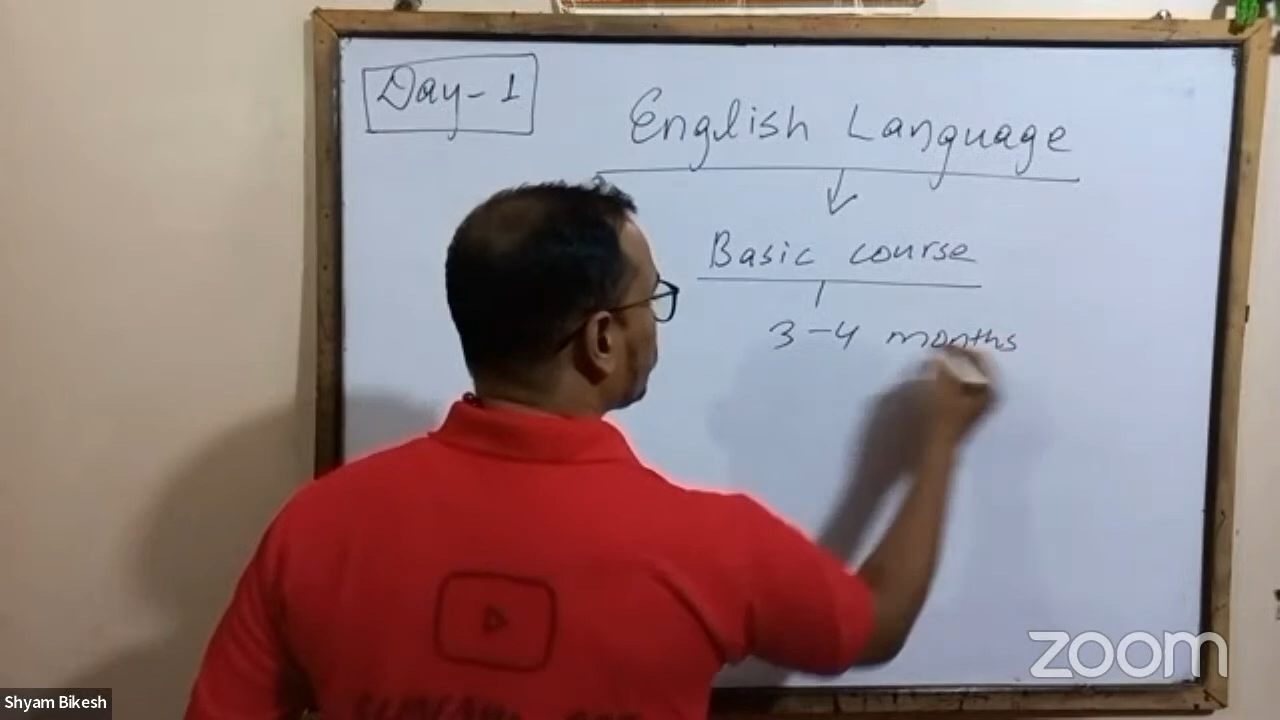 Day-1
English Language
Basic course
3-4 months
zoom
Shyam Bikesh